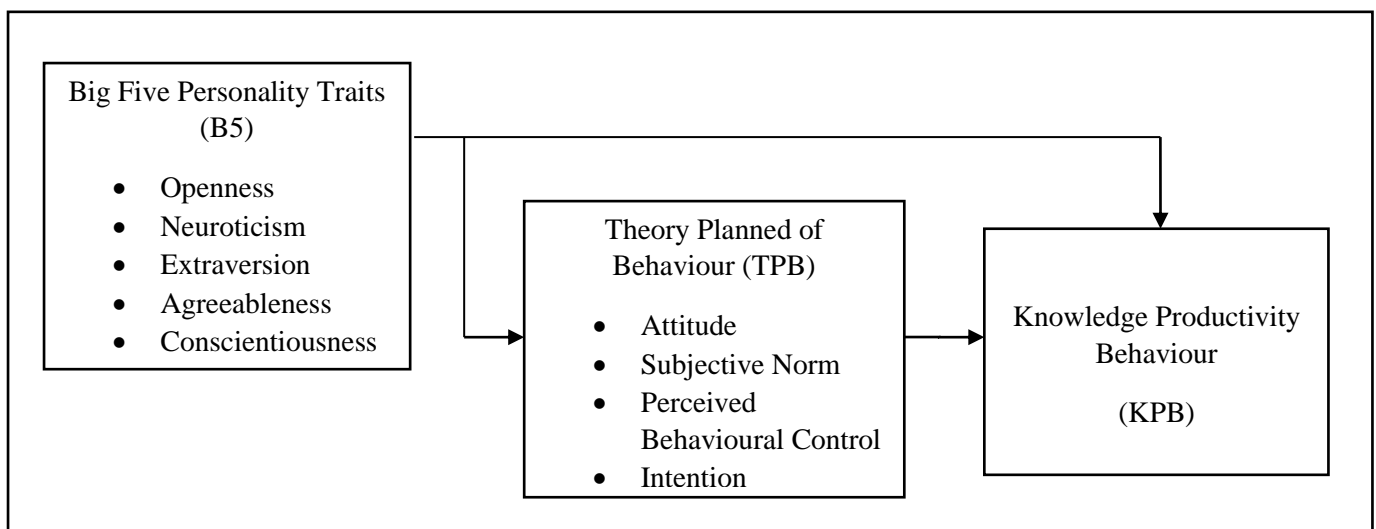 Big Five Personality Traits
(B5)
• Openness
• Neuroticism
• Extraversion
• Agreeableness
• Conscientiousness
Theory Planned of
Behaviour (TPB)
• Attitude
• Subjective Norm
• Perceived
Behavioural Control
• Intention
Knowledge Productivity
Behaviour
(KPB)